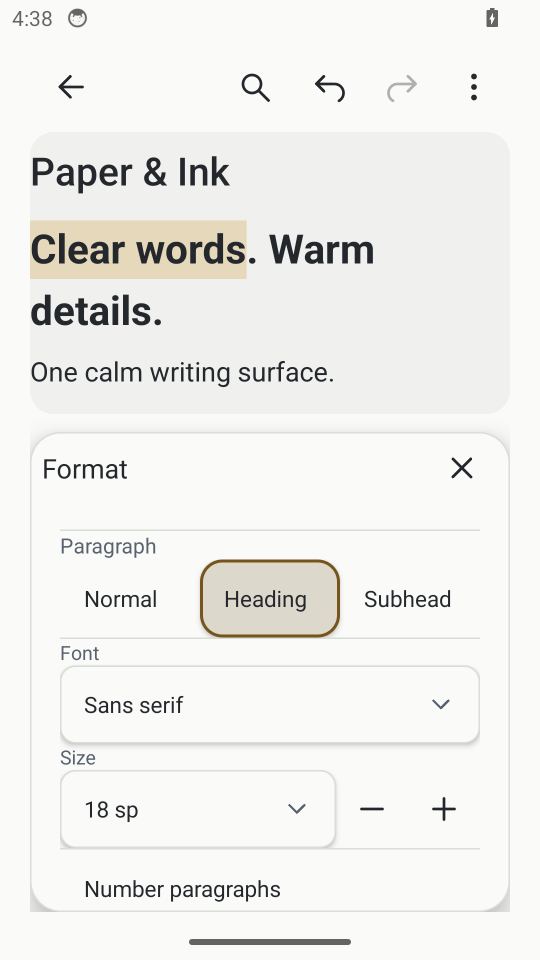 4:38
Paper & Ink
Clear words. Warm
details.
One calm writing surface.
Format
Paragraph
Normal Heading Subhead
Font
Sans serif
Size
18 sp
Number paragraphs